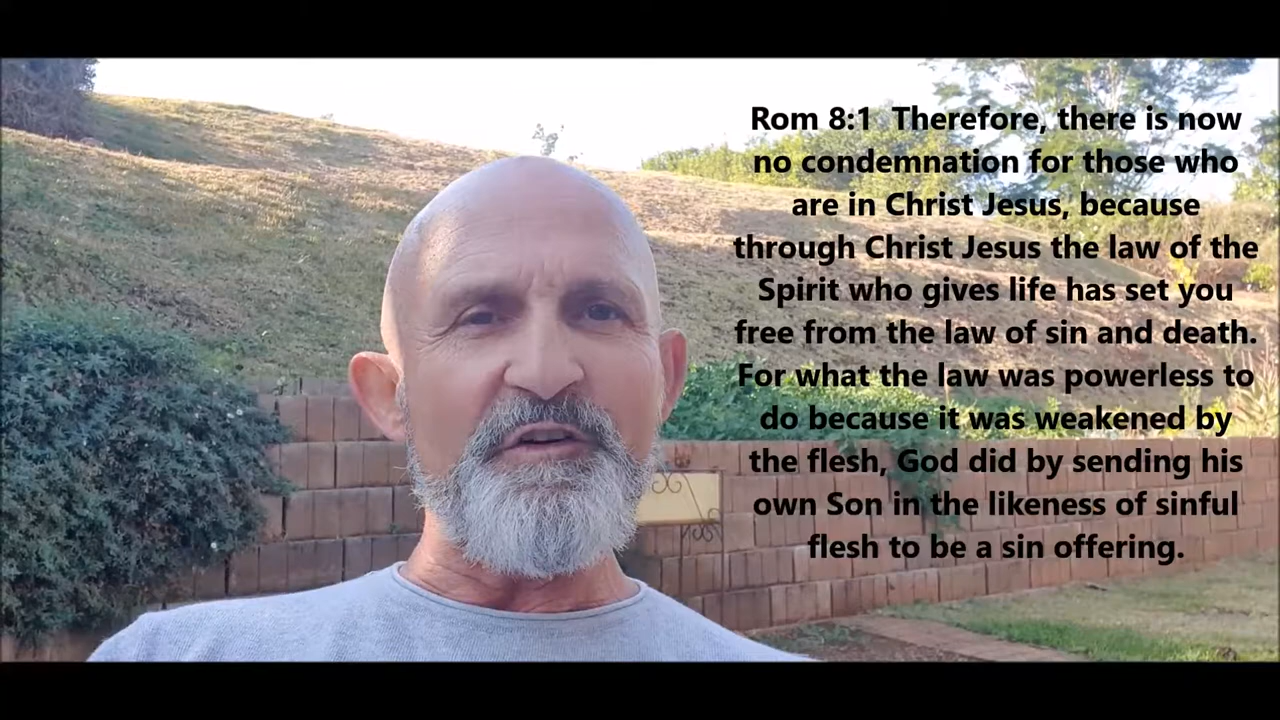 Rom 8:1  Therefore, there is now
no condemnation for those who
are in Christ Jesus, because
through Christ Jesus the law of the
Spirit who gives life has set you
free from the law of sin and death.
For what the law was powerless to
do because it was weakened by
the flesh, God did by sending his
own Son in the likeness of sinful
flesh to be a sin offering.